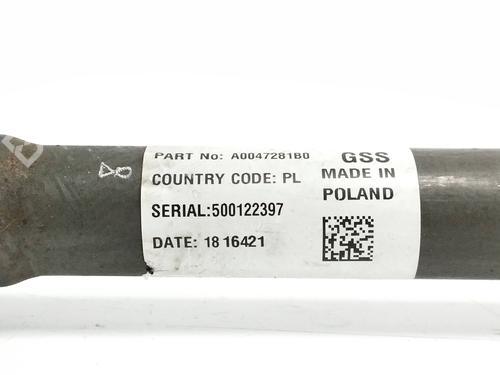 PART No: A0047281B0
COUNTRY CODE: PL
SERIAL:500122397
DATE: 18 16421
GSS
MADE IN
POLAND